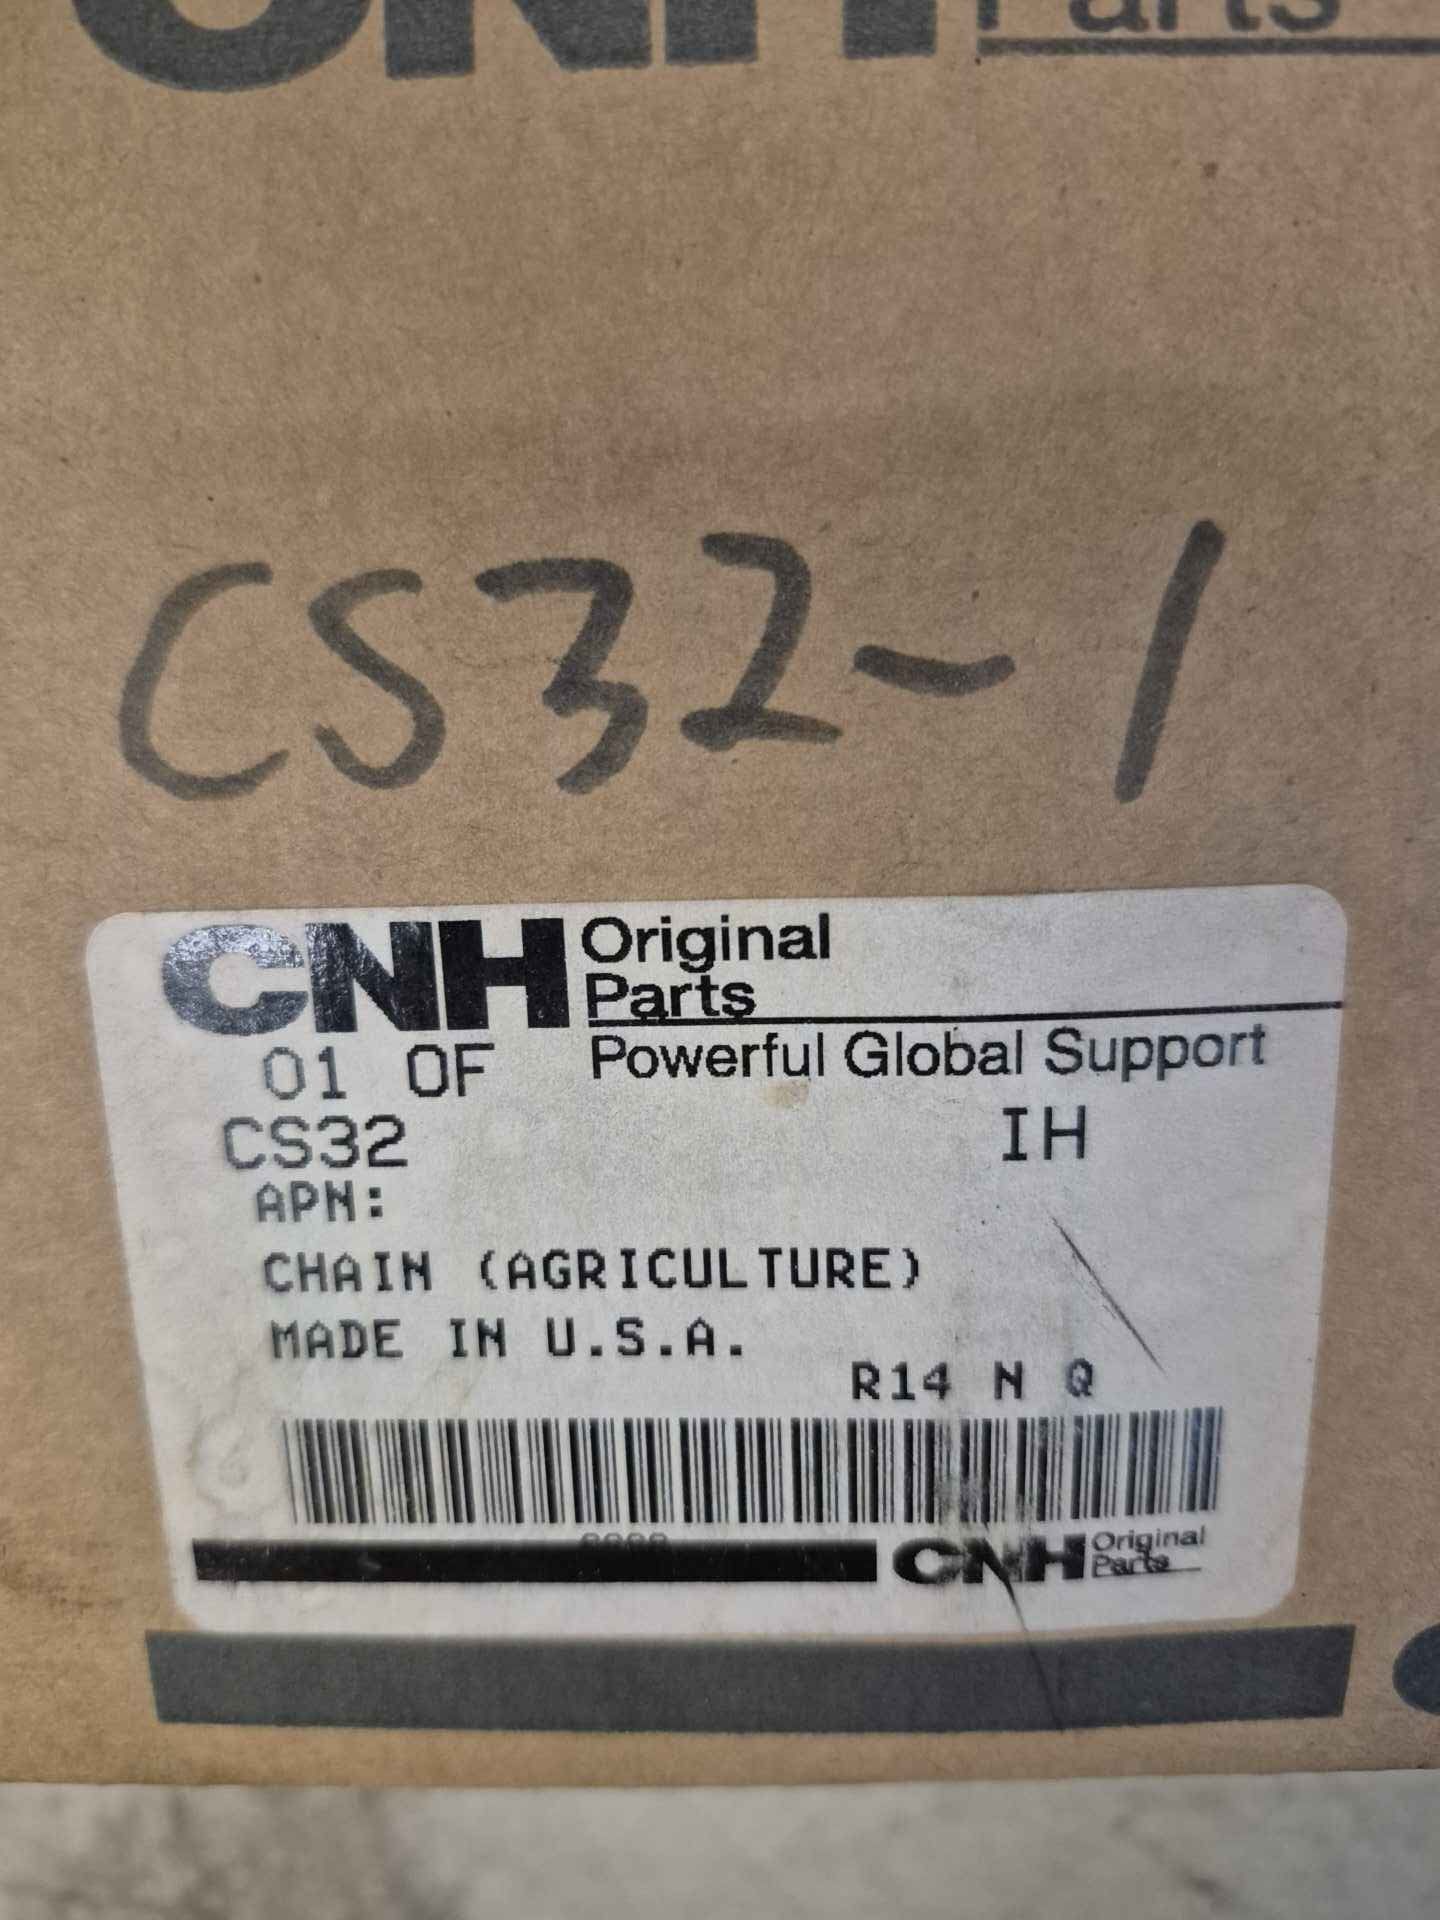 CNH Parts
CS32-1
CNH Original
Parts
Powerful Global Support
01 OF
CS32 IH
APN:
CHAIN (AGRICULTURE)
MADE IN U.S.A.
R14 N Q
CNH Original
Parts